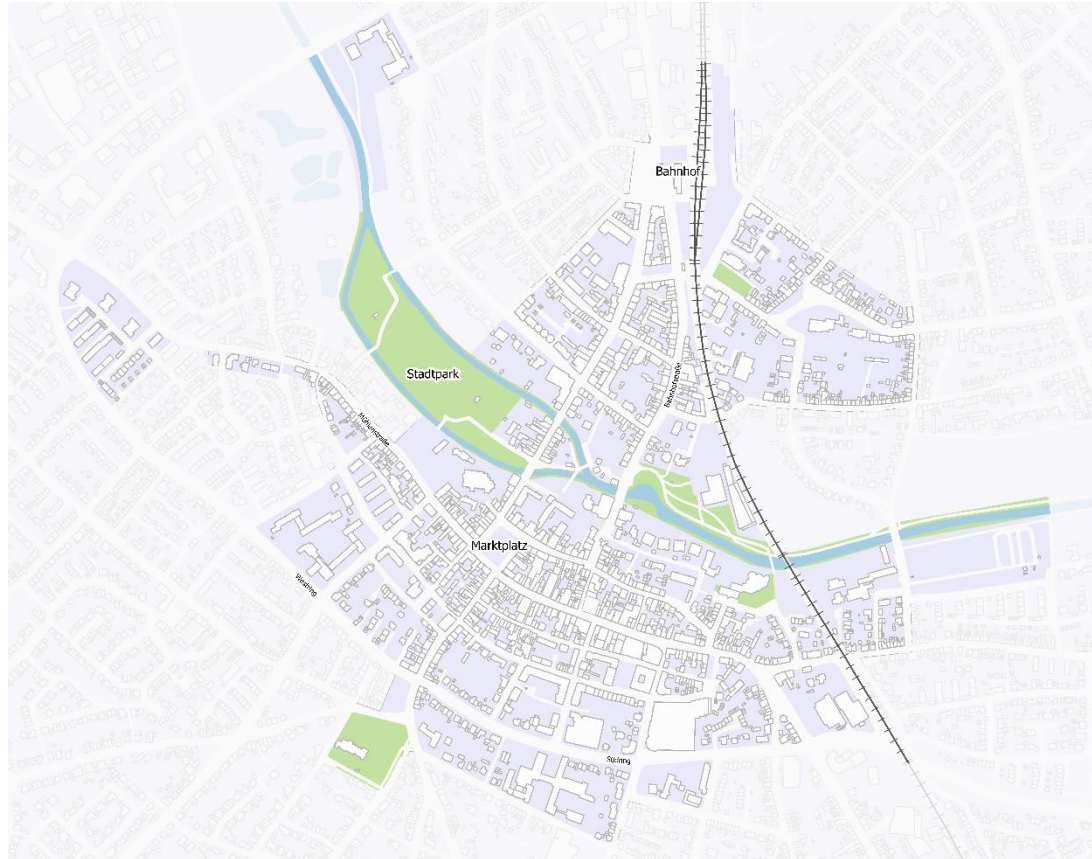 Bahnhof
Stadtpark
Bahnhofstraße
Mühlenstraße
Marktplatz
Westring
Südring